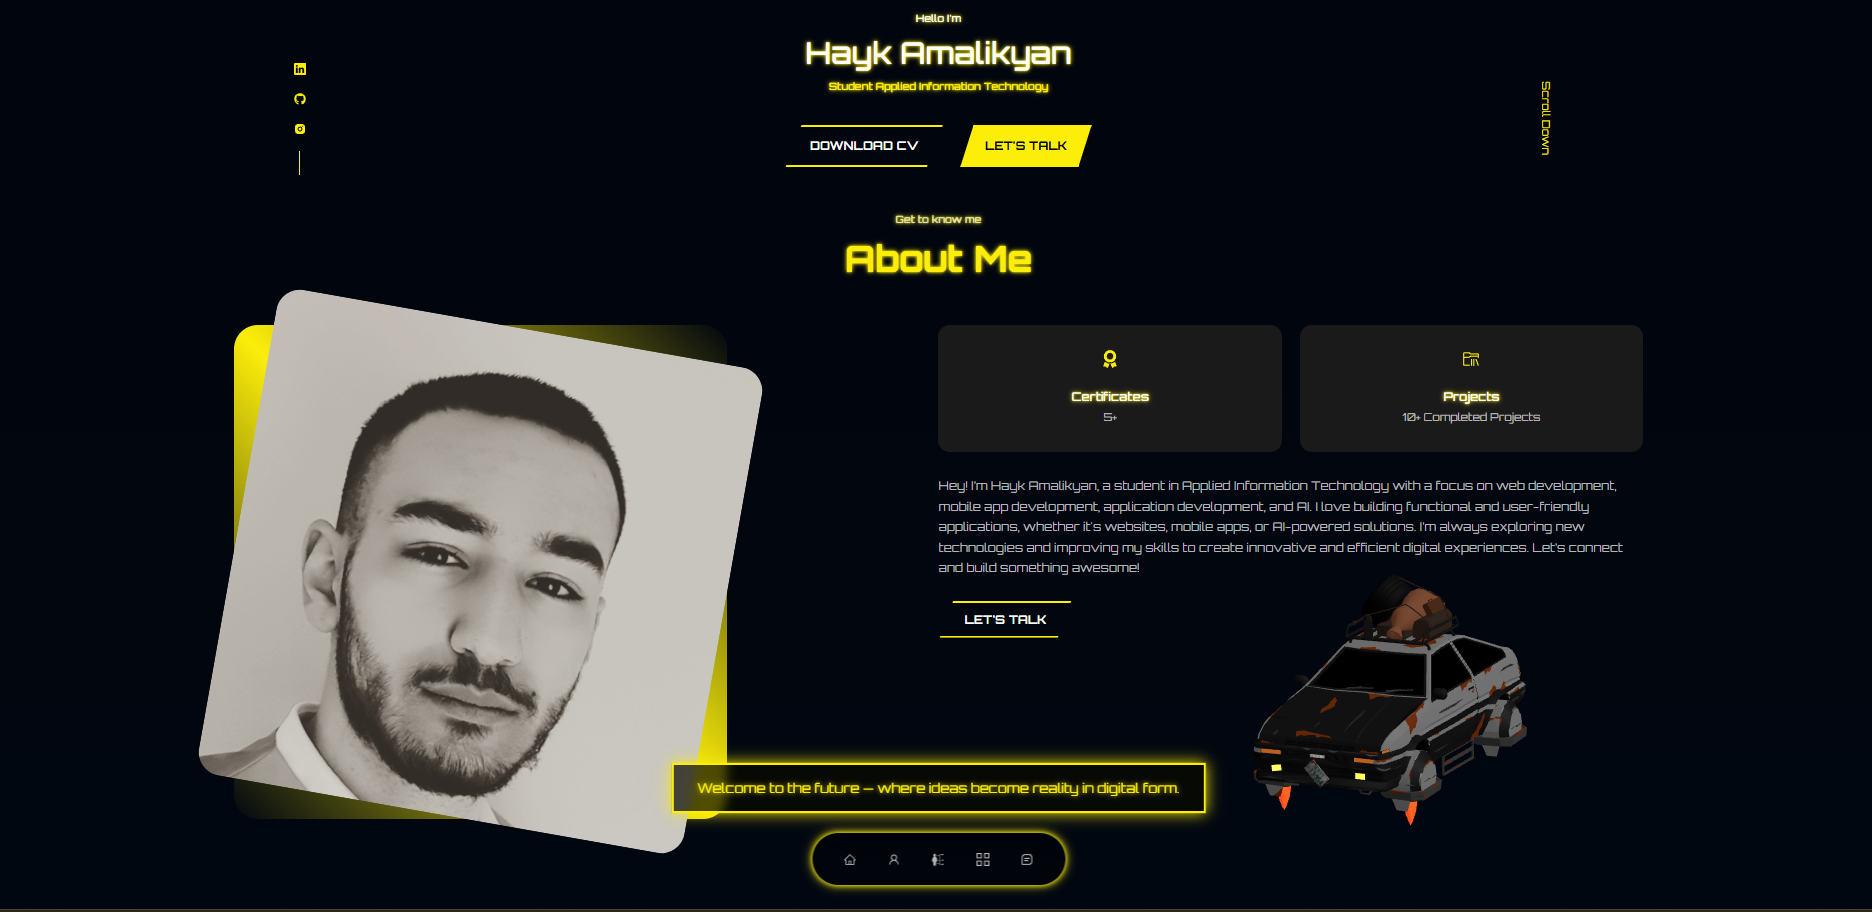 Hello I'm
Hayk Amalikyan
Student Applied Information Technology
Scroll Down
DOWNLOAD CV
LET'S TALK
Get to know me
About Me
Certificates
5+
Projects
10+ Completed Projects
Hey! I'm Hayk Amalikyan, a student in Applied Information Technology with a focus on web development,
mobile app development, application development, and AI. I love building functional and user-friendly
applications, whether it's websites, mobile apps, or AI-powered solutions. I'm always exploring new
technologies and improving my skills to create innovative and efficient digital experiences. Let's connect
and build something awesome!
LET'S TALK
Welcome to the future — where ideas become reality in digital form.